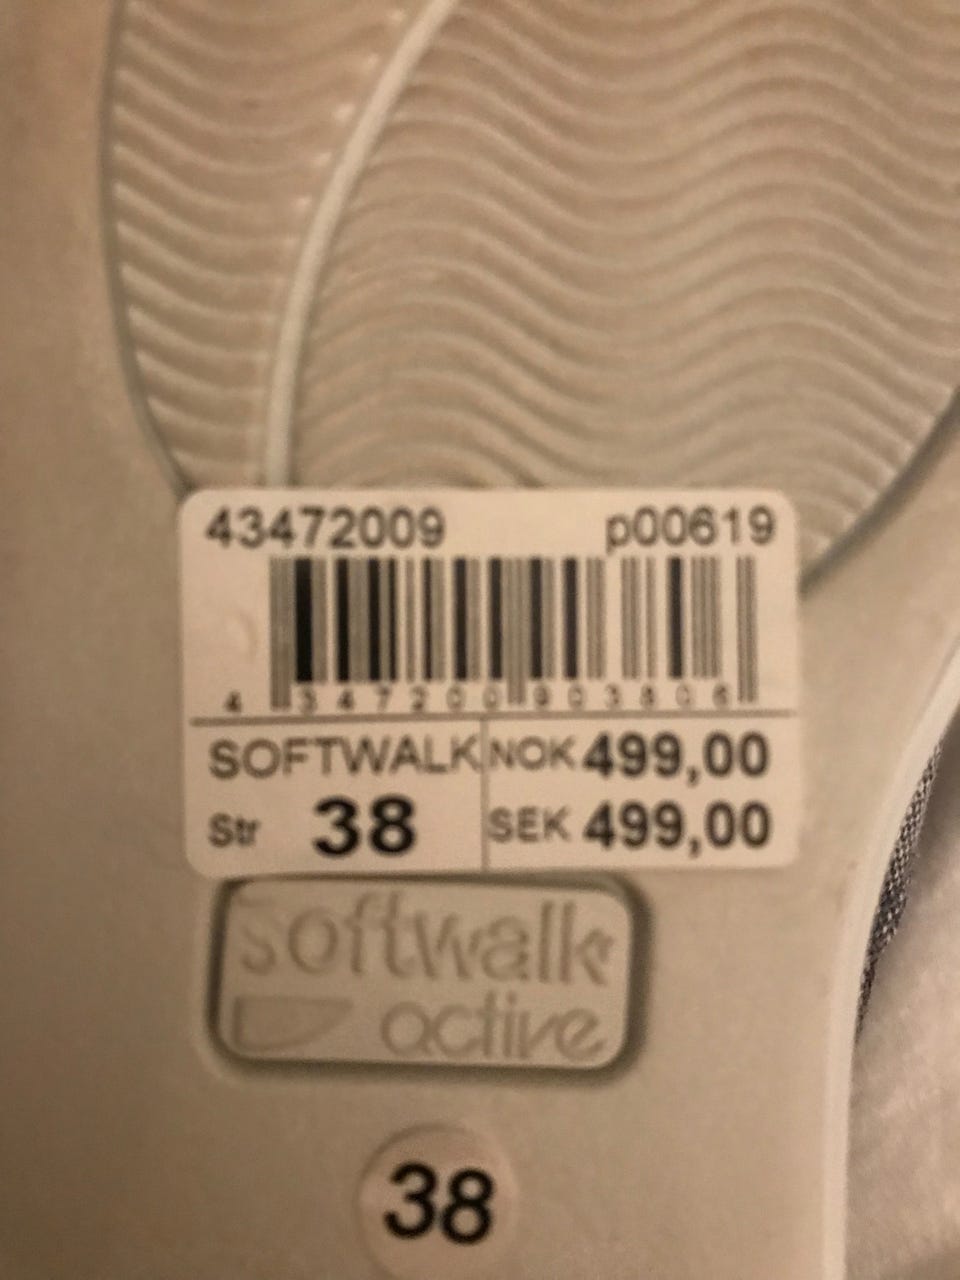 43472009 p00619
4 347200 903806
SOFTWALK NOK 499,00
Str 38 SEK 499,00
Softwalk
active
38